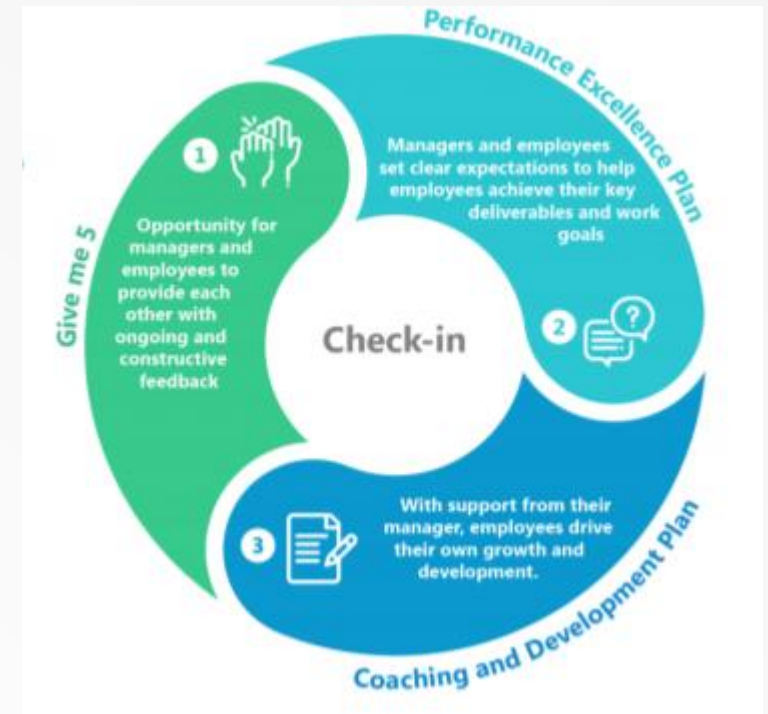 Give me 5
1
Opportunity for
managers and
employees to
provide each
other with
ongoing and
constructive
feedback
Performance Excellence Plan
Managers and employees
set clear expectations to help
employees achieve their key
deliverables and work
goals
2
?
Check-in
3
With support from their
manager, employees drive
their own growth and
development.
Coaching and Development Plan